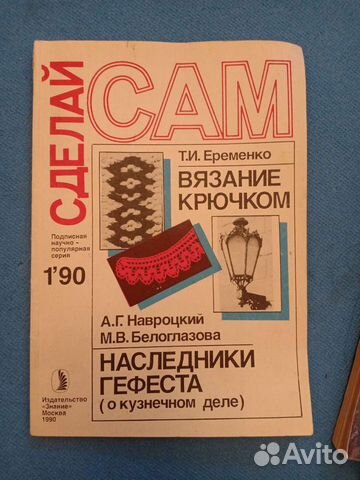 СДЕЛАЙ
САМ
Т.И. Еременко
ВЯЗАНИЕ
КРЮЧКОМ
Подписная
научно-
популярная
серия
1'90
А.Г. Навроцкий
М.В. Белоглазова
НАСЛЕДНИКИ
ГЕФЕСТА
(о кузнечном деле)
Издательство
«Знание»
Москва
1990
Avito